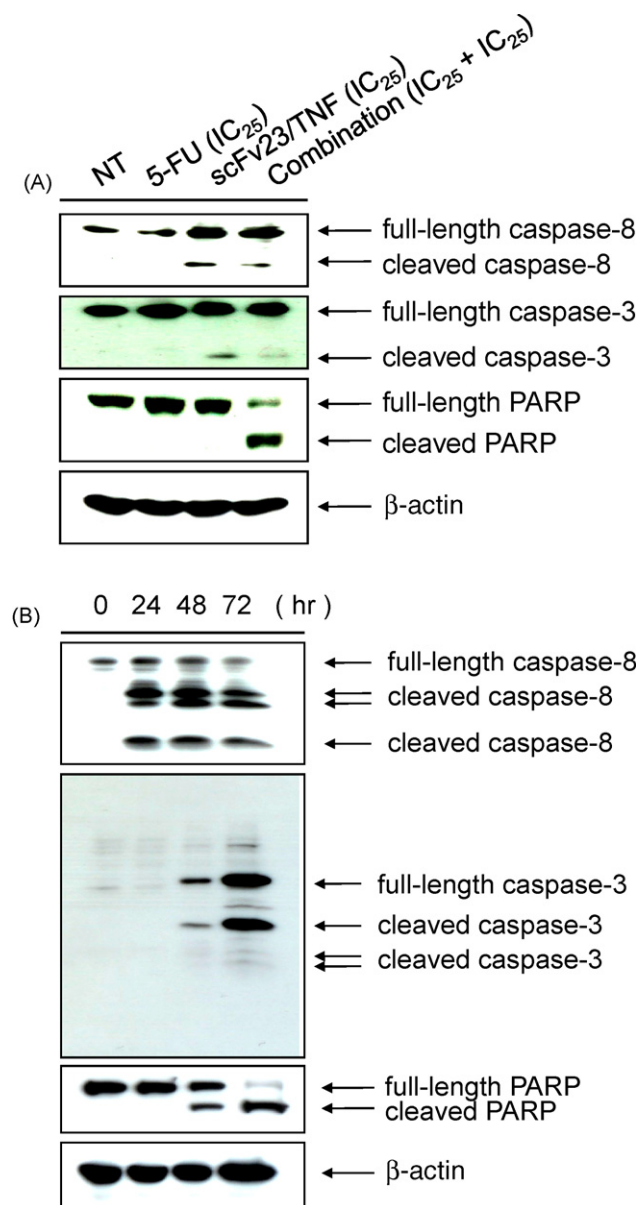 (A)
NT
5-FU (IC25)
scFv23/TNF (IC25)
Combination (IC25 + IC25)
full-length caspase-8
cleaved caspase-8
full-length caspase-3
cleaved caspase-3
full-length PARP
cleaved PARP
β-actin
(B)
0 24 48 72 ( hr )
full-length caspase-8
cleaved caspase-8
cleaved caspase-8
full-length caspase-3
cleaved caspase-3
cleaved caspase-3
full-length PARP
cleaved PARP
β-actin